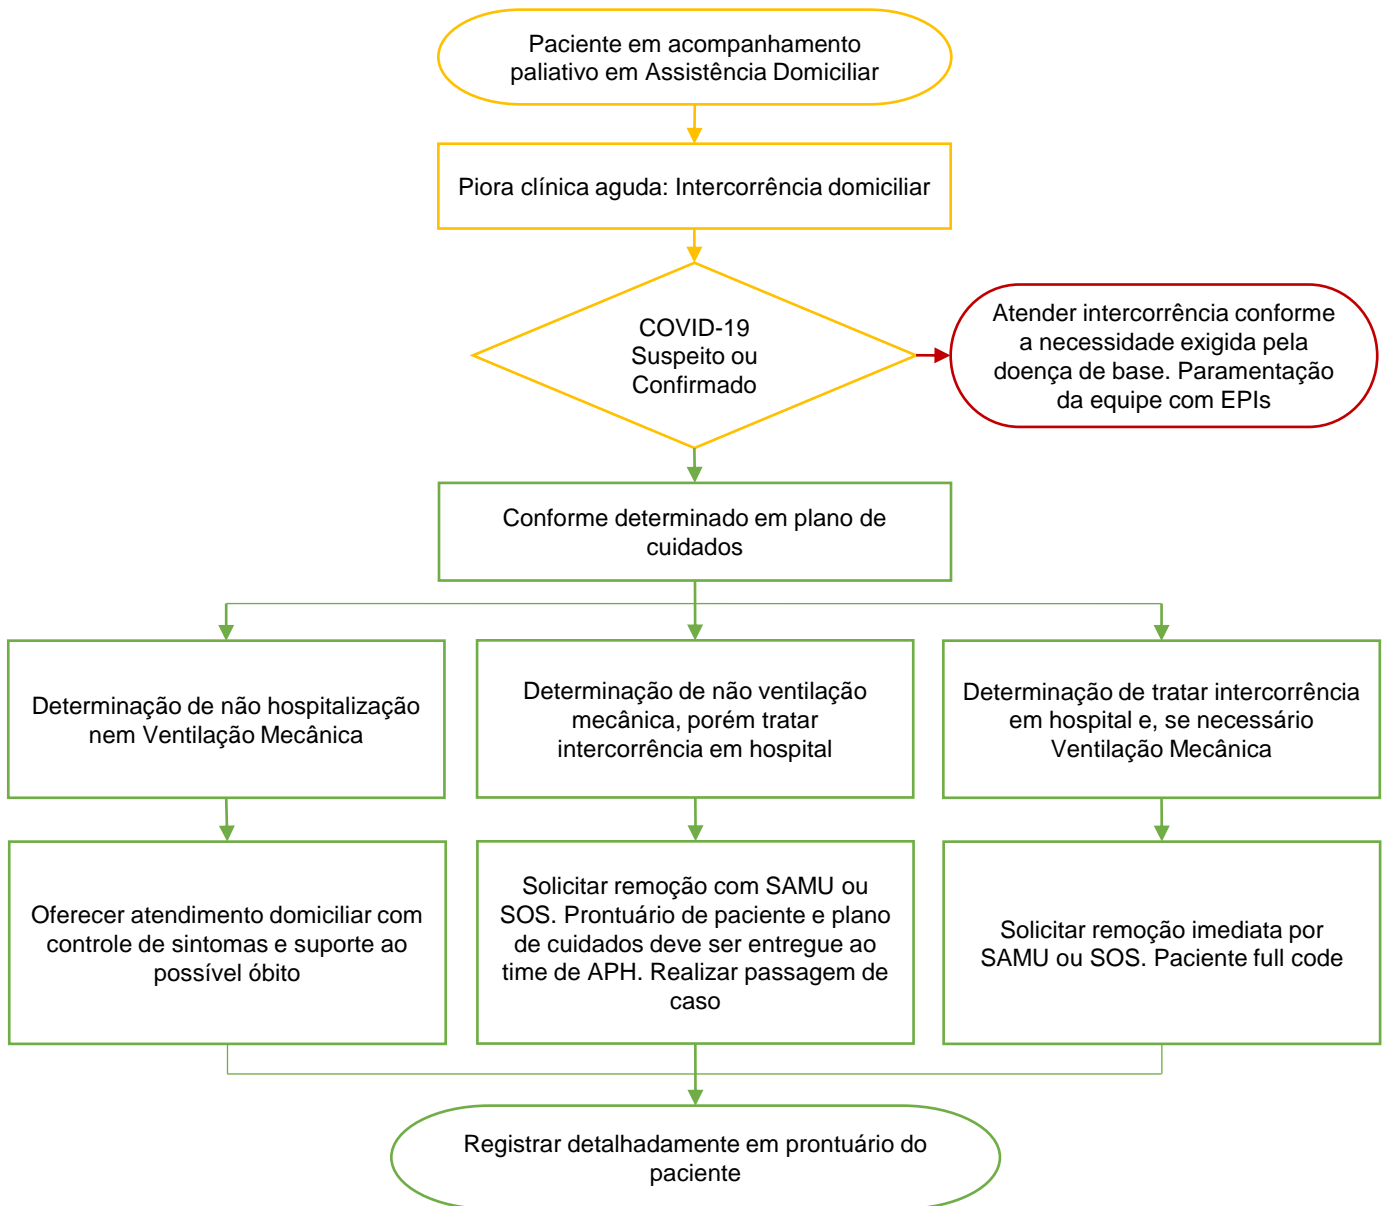 Paciente em acompanhamento
paliativo em Assistência Domiciliar
Piora clínica aguda: Intercorrência domiciliar
COVID-19
Suspeito ou
Confirmado
Atender intercorrência conforme
a necessidade exigida pela
doença de base. Paramentação
da equipe com EPIs
Conforme determinado em plano de
cuidados
Determinação de não hospitalização
nem Ventilação Mecânica
Determinação de não ventilação
mecânica, porém tratar
intercorrência em hospital
Determinação de tratar intercorrência
em hospital e, se necessário
Ventilação Mecânica
Oferecer atendimento domiciliar com
controle de sintomas e suporte ao
possível óbito
Solicitar remoção com SAMU ou
SOS. Prontuário de paciente e plano
de cuidados deve ser entregue ao
time de APH. Realizar passagem de
caso
Solicitar remoção imediata por
SAMU ou SOS. Paciente full code
Registrar detalhadamente em prontuário do
paciente